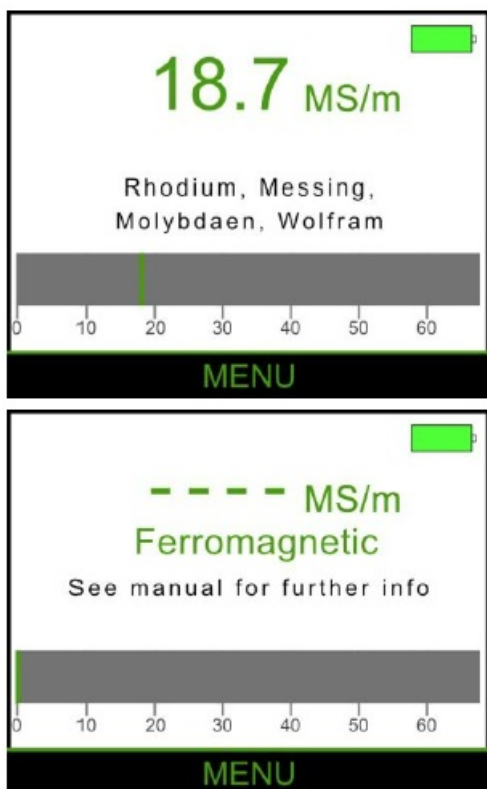 18.7 MS/m
Rhodium, Messing,
Molybdaen, Wolfram
0 10 20 30 40 50 60
MENU
---- MS/m
Ferromagnetic
See manual for further info
0 10 20 30 40 50 60
MENU